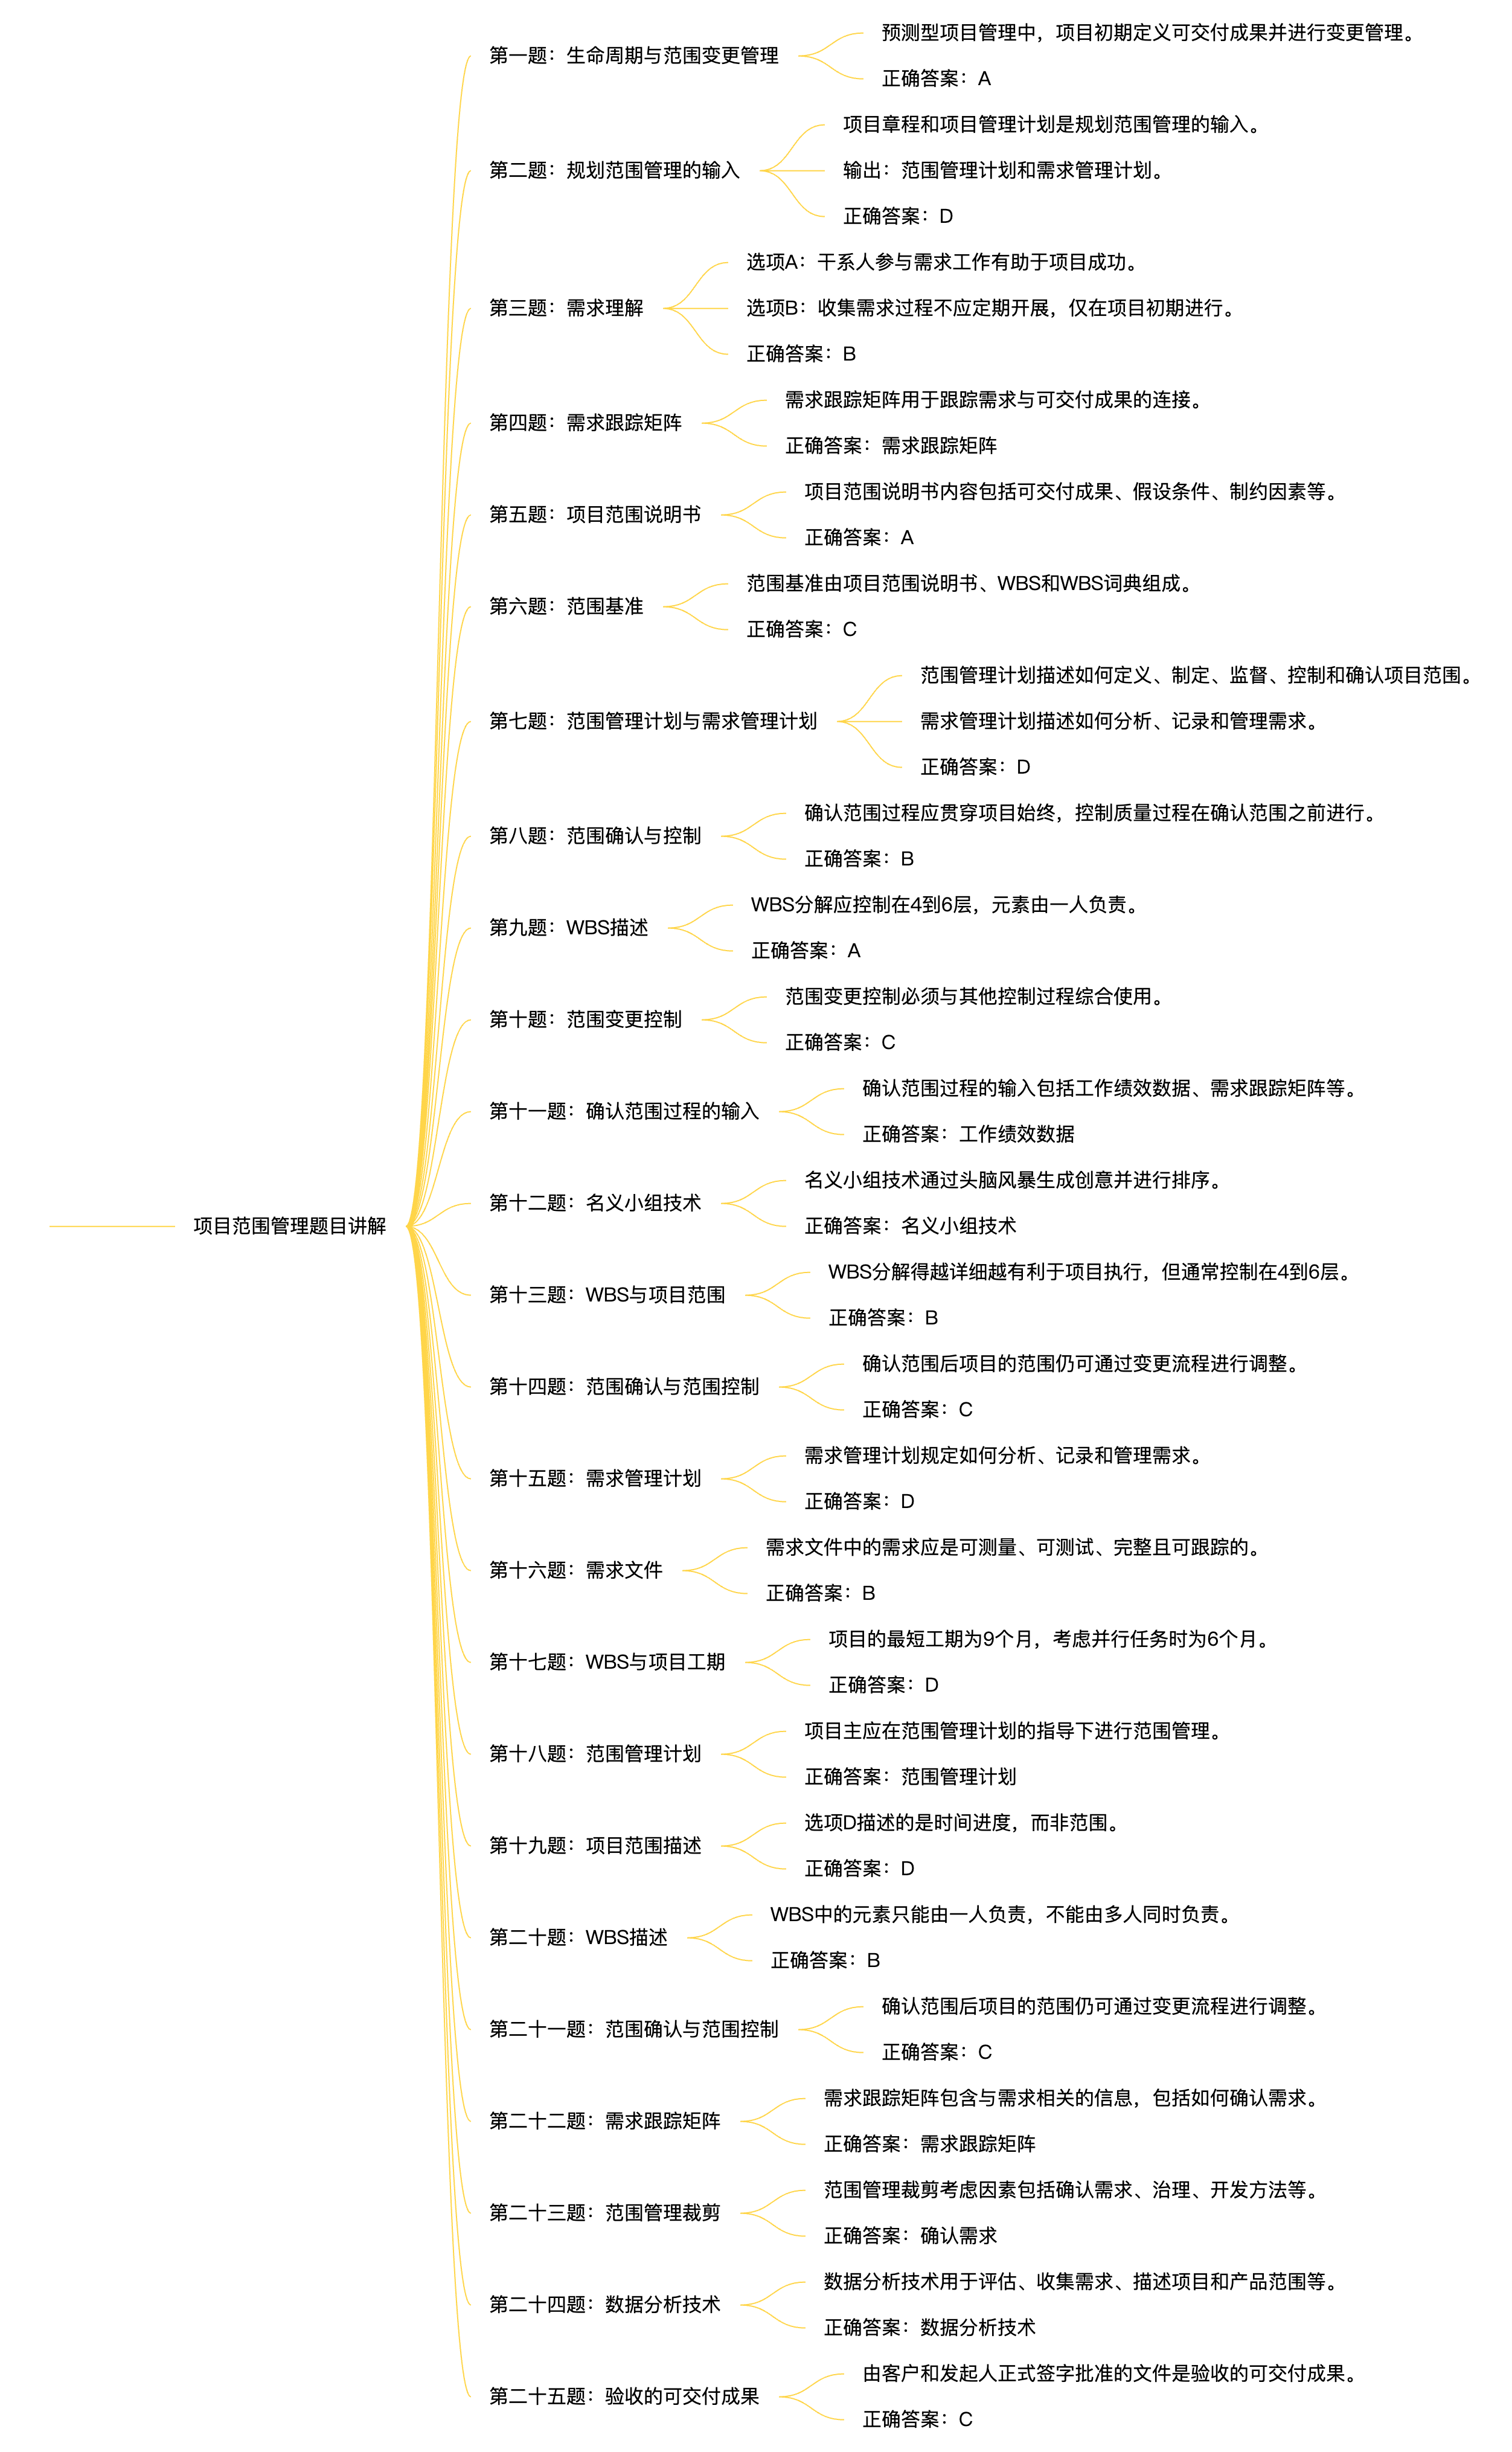 项目范围管理题目讲解
第一题：生命周期与范围变更管理
预测型项目管理中，项目初期定义可交付成果并进行变更管理。
正确答案：A
第二题：规划范围管理的输入
项目章程和项目管理计划是规划范围管理的输入。
输出：范围管理计划和需求管理计划。
正确答案：D
第三题：需求理解
选项A：干系人参与需求工作有助于项目成功。
选项B：收集需求过程不应定期开展，仅在项目初期进行。
正确答案：B
第四题：需求跟踪矩阵
需求跟踪矩阵用于跟踪需求与可交付成果的连接。
正确答案：需求跟踪矩阵
第五题：项目范围说明书
项目范围说明书内容包括可交付成果、假设条件、制约因素等。
正确答案：A
第六题：范围基准
范围基准由项目范围说明书、WBS和WBS词典组成。
正确答案：C
第七题：范围管理计划与需求管理计划
范围管理计划描述如何定义、制定、监督、控制和确认项目范围。
需求管理计划描述如何分析、记录和管理需求。
正确答案：D
第八题：范围确认与控制
确认范围过程应贯穿项目始终，控制质量过程在确认范围之前进行。
正确答案：B
第九题：WBS描述
WBS分解应控制在4到6层，元素由一人负责。
正确答案：A
第十题：范围变更控制
范围变更控制必须与其他控制过程综合使用。
正确答案：C
第十一题：确认范围过程的输入
确认范围过程的输入包括工作绩效数据、需求跟踪矩阵等。
正确答案：工作绩效数据
第十二题：名义小组技术
名义小组技术通过头脑风暴生成创意并进行排序。
正确答案：名义小组技术
第十三题：WBS与项目范围
WBS分解得越详细越有利于项目执行，但通常控制在4到6层。
正确答案：B
第十四题：范围确认与范围控制
确认范围后项目的范围仍可通过变更流程进行调整。
正确答案：C
第十五题：需求管理计划
需求管理计划规定如何分析、记录和管理需求。
正确答案：D
第十六题：需求文件
需求文件中的需求应是可测量、可测试、完整且可跟踪的。
正确答案：B
第十七题：WBS与项目工期
项目的最短工期为9个月，考虑并行任务时为6个月。
正确答案：D
第十八题：范围管理计划
项目主应在范围管理计划的指导下进行范围管理。
正确答案：范围管理计划
第十九题：项目范围描述
选项D描述的是时间进度，而非范围。
正确答案：D
第二十题：WBS描述
WBS中的元素只能由一人负责，不能由多人同时负责。
正确答案：B
第二十一题：范围确认与范围控制
确认范围后项目的范围仍可通过变更流程进行调整。
正确答案：C
第二十二题：需求跟踪矩阵
需求跟踪矩阵包含与需求相关的信息，包括如何确认需求。
正确答案：需求跟踪矩阵
第二十三题：范围管理裁剪
范围管理裁剪考虑因素包括确认需求、治理、开发方法等。
正确答案：确认需求
第二十四题：数据分析技术
数据分析技术用于评估、收集需求、描述项目和产品范围等。
正确答案：数据分析技术
第二十五题：验收的可交付成果
由客户和发起人正式签字批准的文件是验收的可交付成果。
正确答案：C